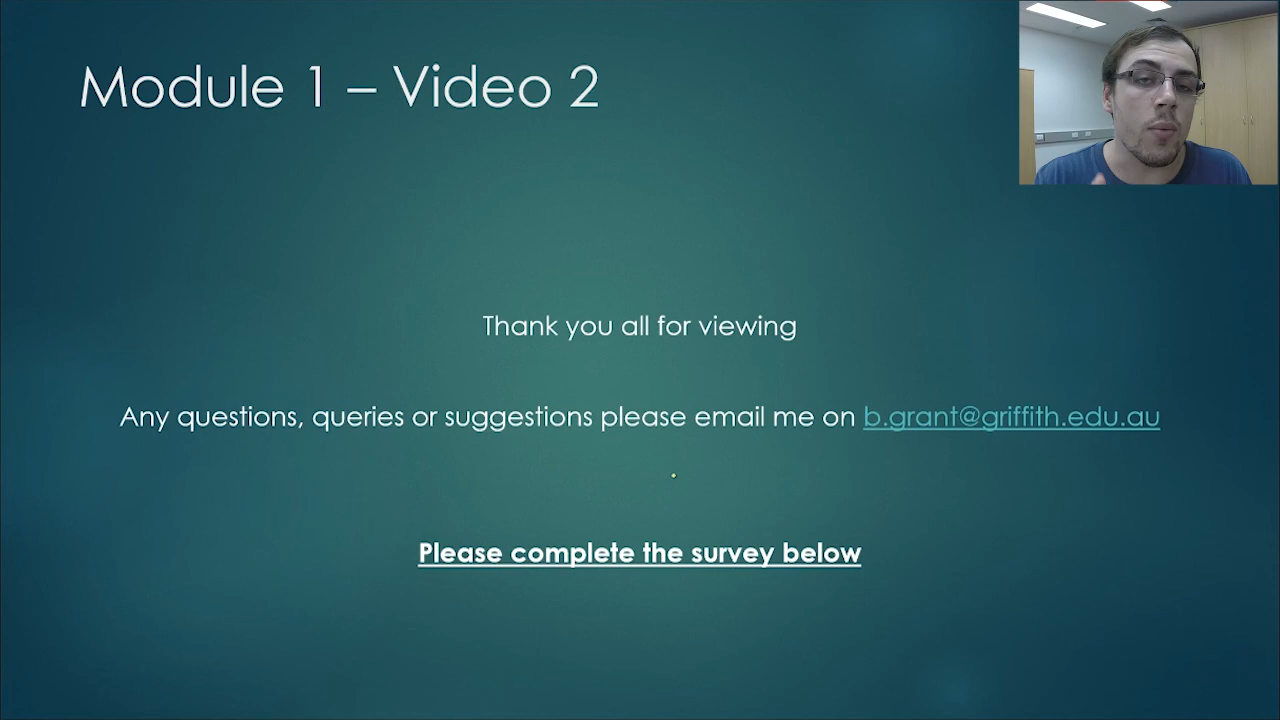 Module 1 – Video 2
Thank you all for viewing
Any questions, queries or suggestions please email me on b.grant@griffith.edu.au
Please complete the survey below